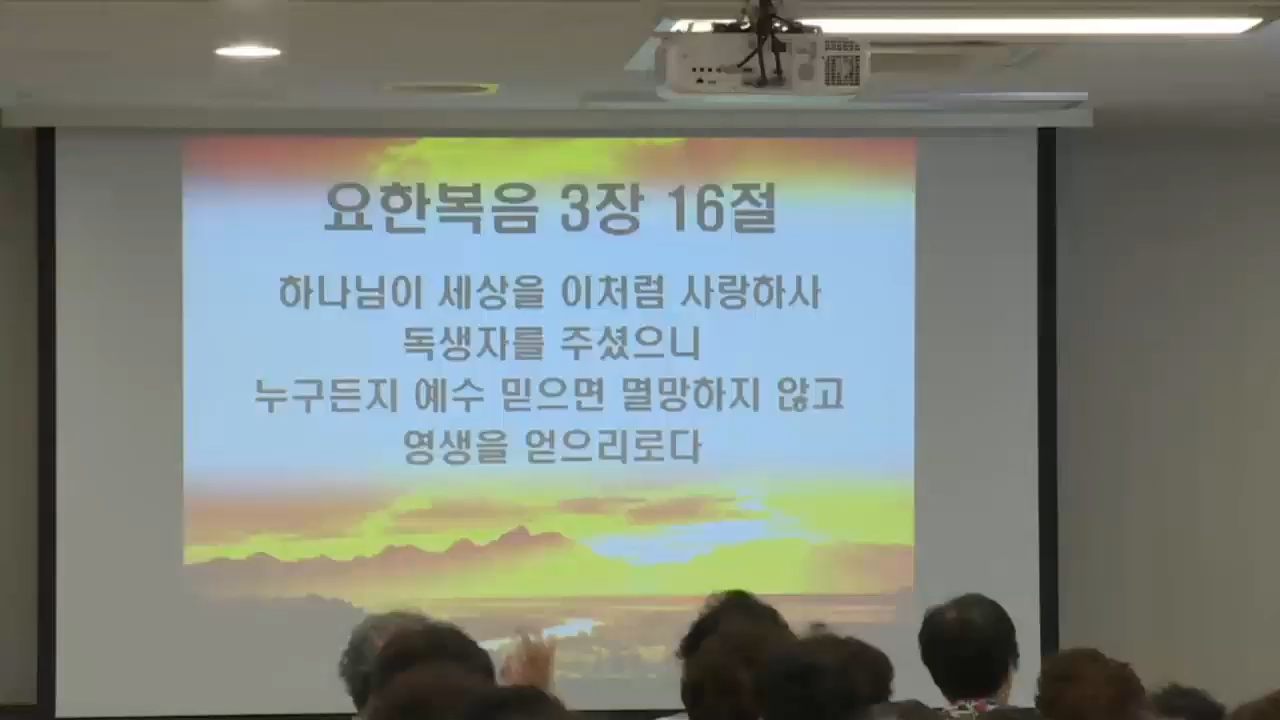 요한복음 3장 16절
하나님이 세상을 이처럼 사랑하사
독생자를 주셨으니
누구든지 예수 믿으면 멸망하지 않고
영생을 얻으리로다